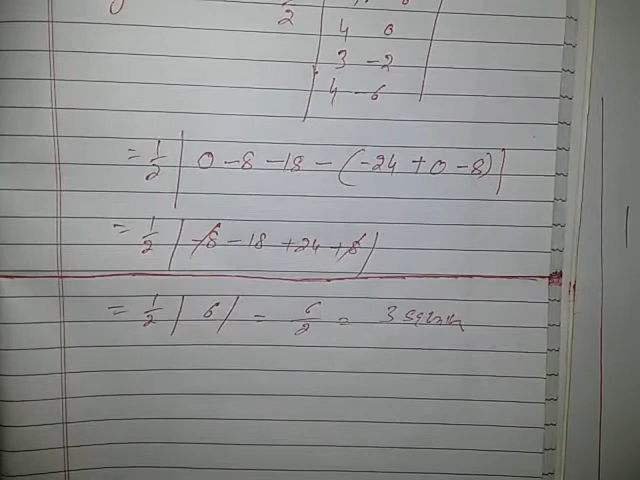 2
4 0
3 -2
4 -6
= 1/2 | 0 - 8 - 18 - (-24 + 0 - 8) |
= 1/2 | -8 - 18 + 24 + 8 |
= 1/2 | 6 | = 6/2 = 3